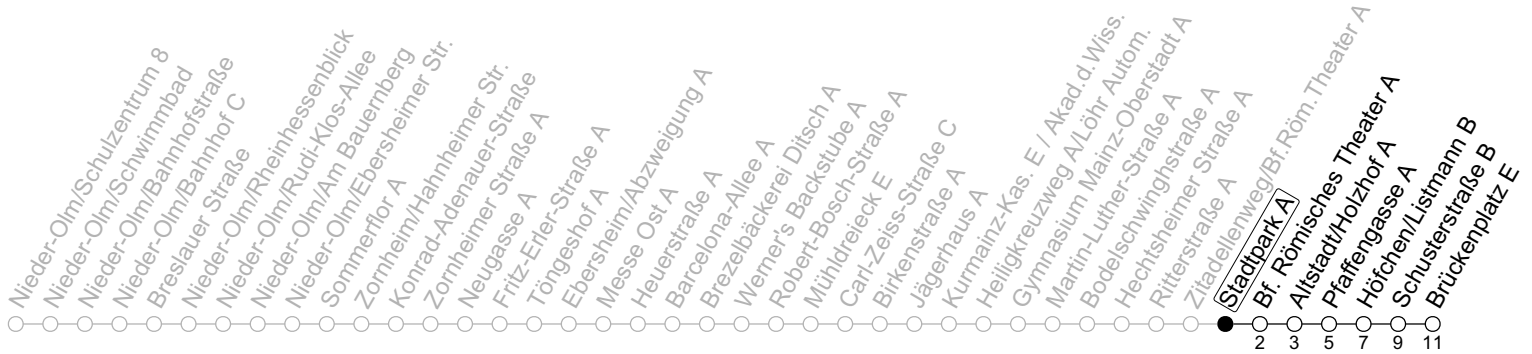 Nieder-Olm/Schulzentrum 8
Nieder-Olm/Schwimmbad
Nieder-Olm/Bahnhofstraße
Nieder-Olm/Bahnhof C
Breslauer Straße
Nieder-Olm/Rheinhessenblick
Nieder-Olm/Rudi-Klos-Allee
Nieder-Olm/Am Bauernberg
Nieder-Olm/Ebersheimer Str.
Sommerflor A
Zornheim/Hahnheimer Str.
Konrad-Adenauer-Straße
Zornheimer Straße A
Neugasse A
Fritz-Erler-Straße A
Töngeshof A
Ebersheim/Abzweigung A
Messe Ost A
Heuerstraße A
Barcelona-Allee A
Brezelbäckerei Ditsch A
Werner's Backstube A
Robert-Bosch-Straße A
Mühldreieck E
Carl-Zeiss-Straße C
Birkenstraße A
Jägerhaus A
Kurmainz-Kas. E / Akad.d.Wiss.
Heiligkreuzweg A/Löhr Autom.
Gymnasium Mainz-Oberstadt A
Martin-Luther-Straße A
Bodelschwinghstraße A
Hechtsheimer Straße A
Ritterstraße A
Zitadellenweg/Bf.Röm.Theater A
Stadtpark A
Bf. Römisches Theater A
Altstadt/Holzhof A
Pfaffengasse A
Höfchen/Listmann B
Schusterstraße B
Brückenplatz E
2 3 5 7 9 11